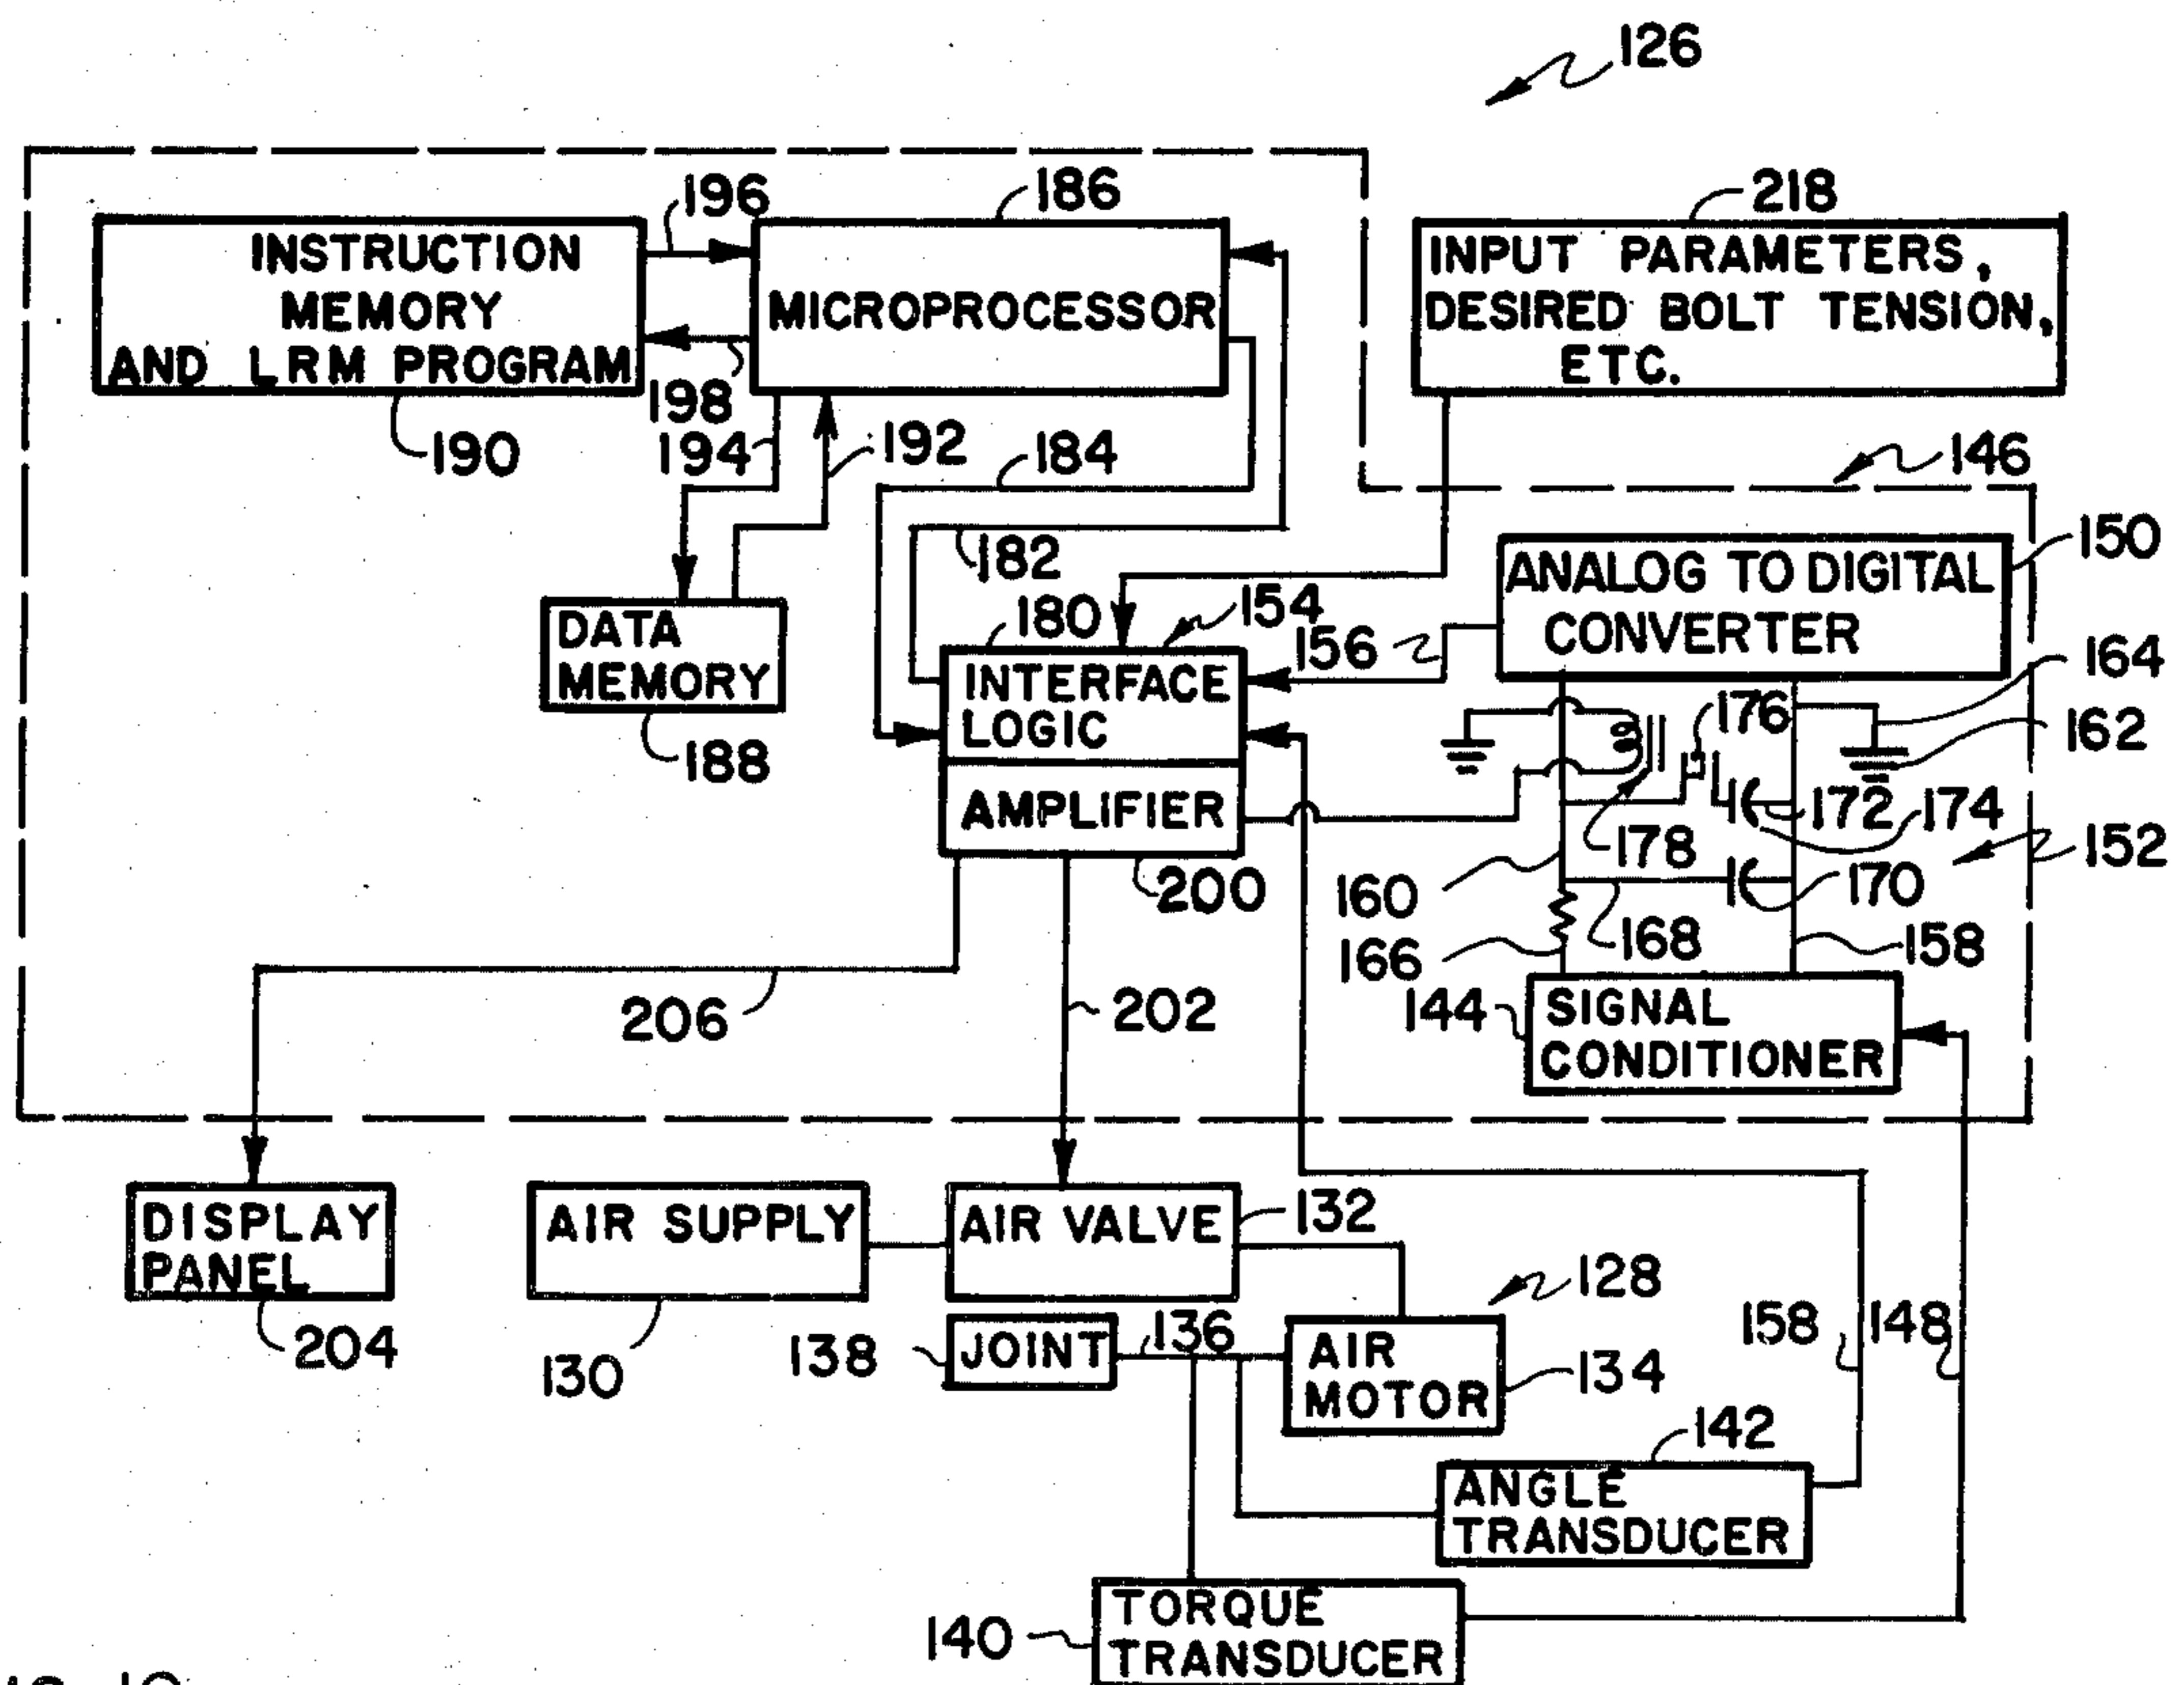 126
196
186
218
INSTRUCTION
MEMORY
AND LRM PROGRAM
MICROPROCESSOR
INPUT PARAMETERS,
DESIRED BOLT TENSION,
ETC.
198
190
194
192
184
146
182
150
ANALOG TO DIGITAL
CONVERTER
180
154
156
164
DATA
MEMORY
188
INTERFACE
LOGIC
AMPLIFIER
176
162
172
174
178
152
200
160
170
168
158
166
206
202
144
SIGNAL
CONDITIONER
DISPLAY
PANEL
204
AIR SUPPLY
130
AIR VALVE
132
128
138
JOINT
136
AIR
MOTOR
134
158
148
142
ANGLE
TRANSDUCER
140
TORQUE
TRANSDUCER